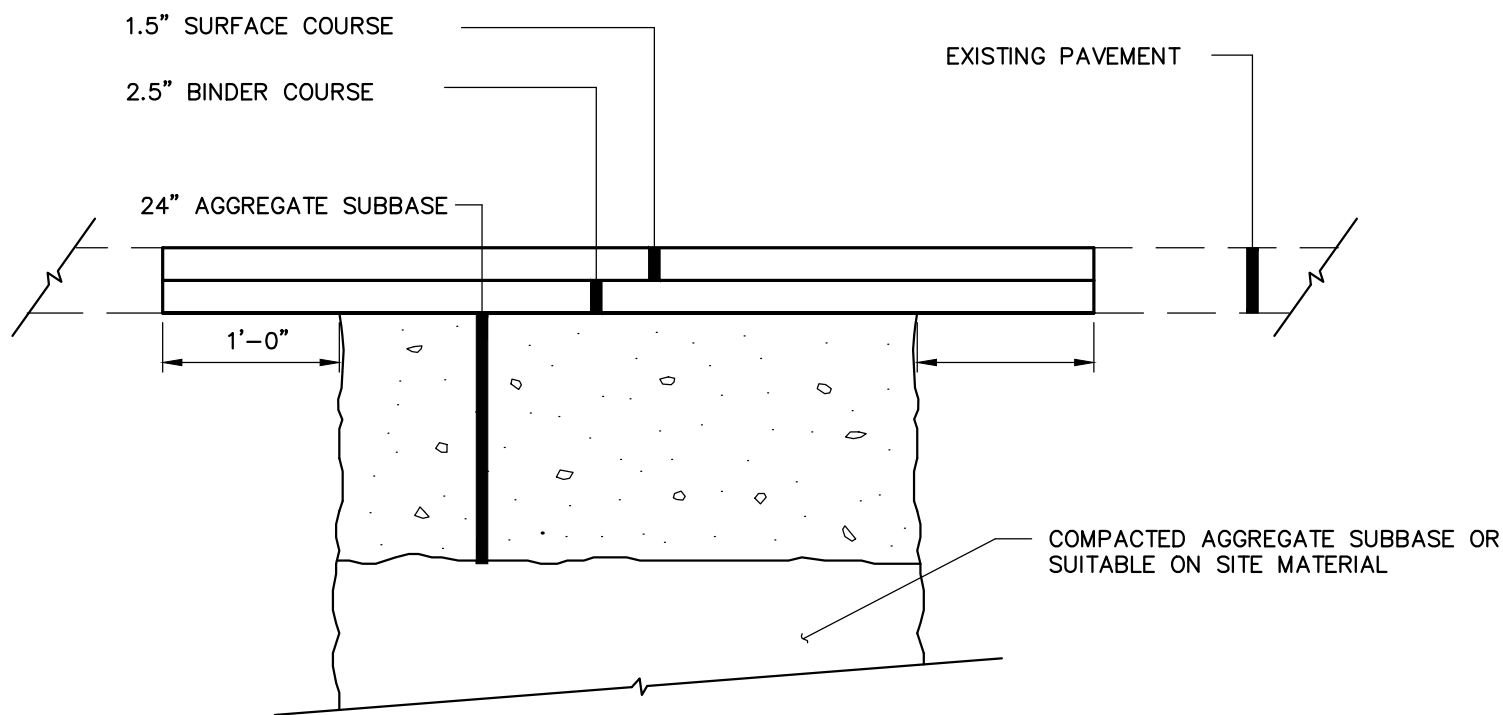 1.5” SURFACE COURSE
EXISTING PAVEMENT
2.5” BINDER COURSE
24” AGGREGATE SUBBASE
1’-0”
COMPACTED AGGREGATE SUBBASE OR
SUITABLE ON SITE MATERIAL